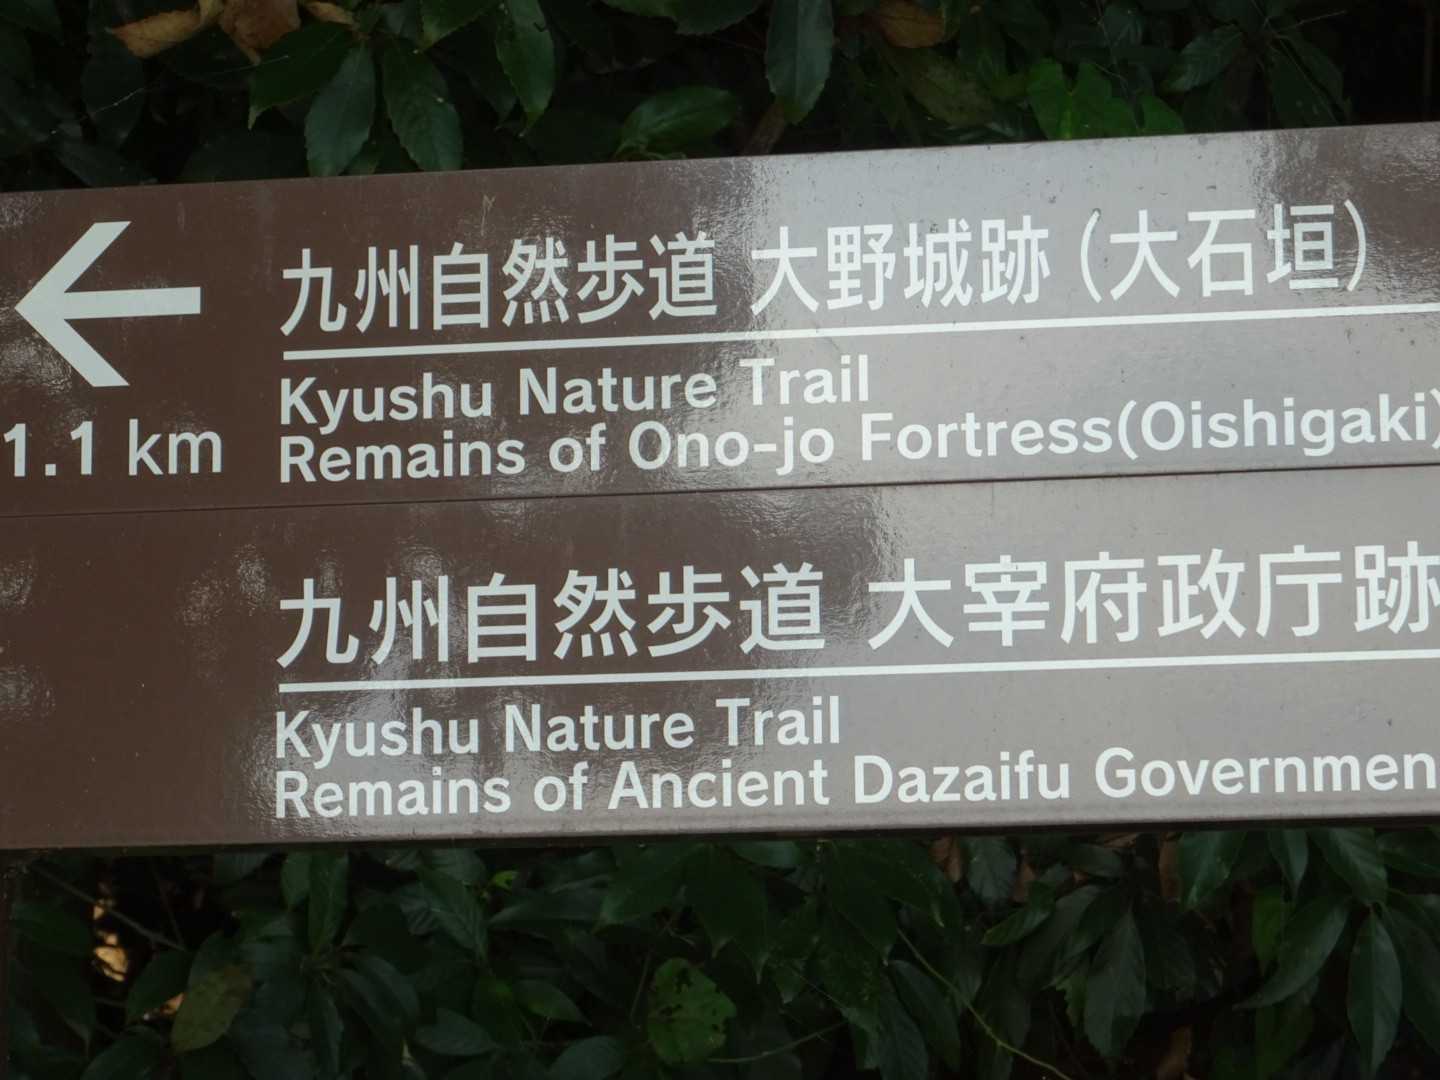 九州自然歩道 大野城跡（大石垣）
Kyushu Nature Trail
Remains of Ono-jo Fortress(Oishigaki)
1.1 km
九州自然歩道 大宰府政庁跡
Kyushu Nature Trail
Remains of Ancient Dazaifu Governmen